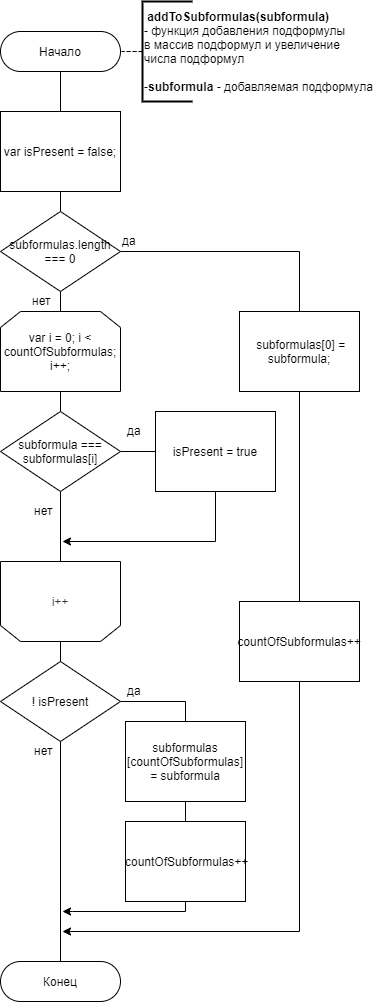 addToSubformulas(subformula)
- функция добавления подформулы
в массив подформул и увеличение
числа подформул
-subformula - добавляемая подформула
Начало
var isPresent = false;
subformulas.length
=== 0
да
нет
var i = 0; i <
countOfSubformulas;
i++;
subformulas[0] =
subformula;
subformula ===
subformulas[i]
да
isPresent = true
нет
i++
countOfSubformulas++
! isPresent
да
нет
subformulas
[countOfSubformulas]
= subformula
countOfSubformulas++
Конец